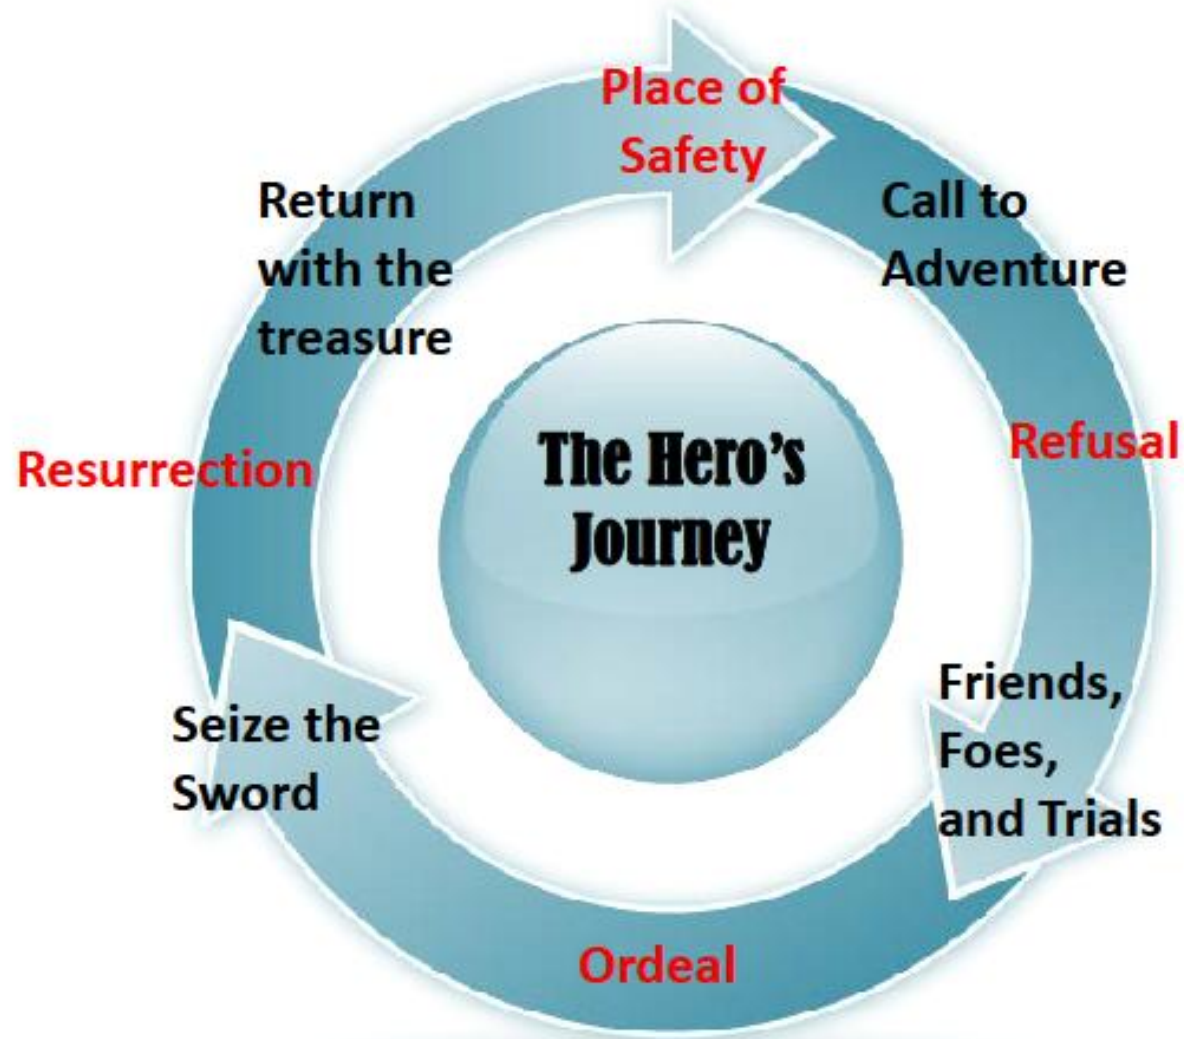 Place of
Safety
Call to
Adventure
Refusal
Friends,
Foes,
and Trials
Ordeal
Seize the
Sword
Resurrection
Return
with the
treasure
The Hero’s
Journey